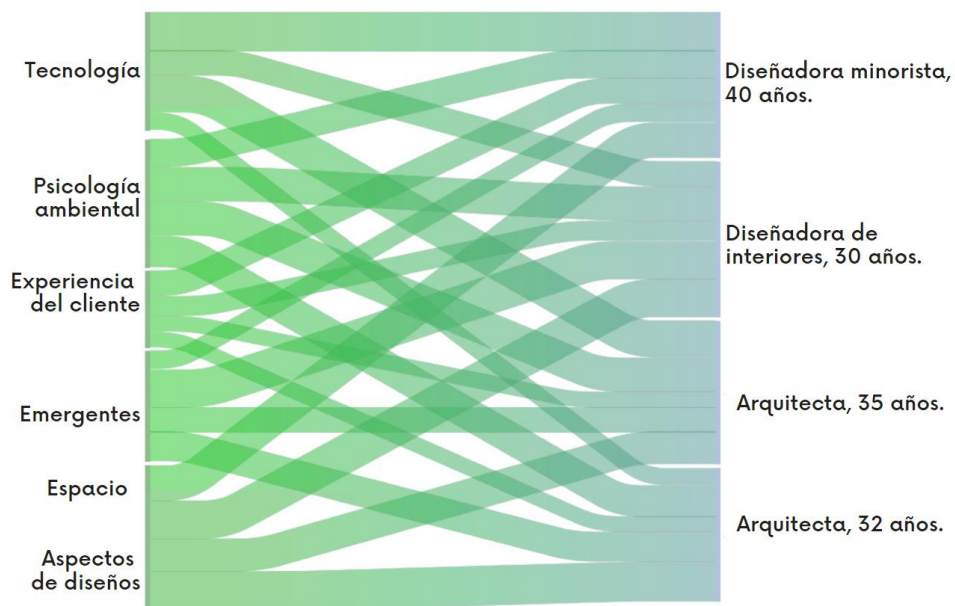 Tecnología
Psicología
ambiental
Experiencia
del cliente
Emergentes
Espacio
Aspectos
de diseños
Diseñadora minorista,
40 años.
Diseñadora de
interiores, 30 años.
Arquitecta, 35 años.
Arquitecta, 32 años.